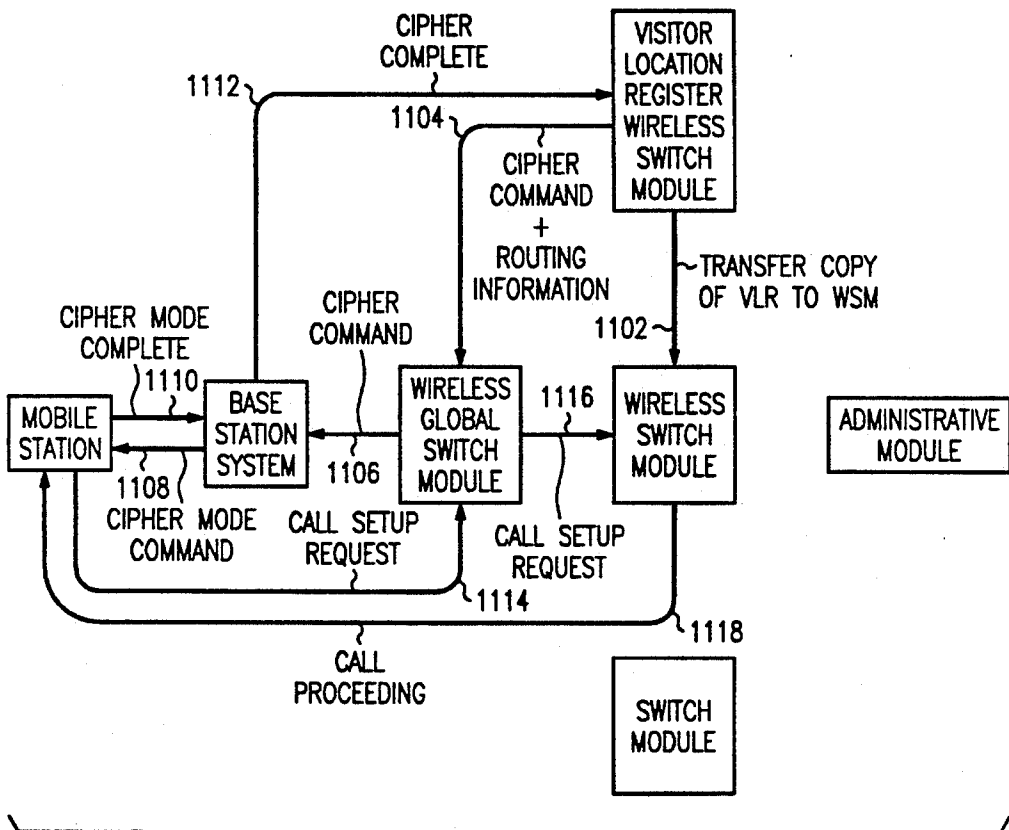 CIPHER
COMPLETE
1112
VISITOR
LOCATION
REGISTER
WIRELESS
SWITCH
MODULE
1104
CIPHER
COMMAND
+
ROUTING
INFORMATION
TRANSFER COPY
OF VLR TO WSM
1102
CIPHER
COMMAND
CIPHER MODE
COMPLETE
1110
MOBILE
STATION
BASE
STATION
SYSTEM
1106
WIRELESS
GLOBAL
SWITCH
MODULE
1116
WIRELESS
SWITCH
MODULE
ADMINISTRATIVE
MODULE
1108
CIPHER MODE
COMMAND
CALL SETUP
REQUEST
CALL SETUP
REQUEST
1114
1118
CALL
PROCEEDING
SWITCH
MODULE